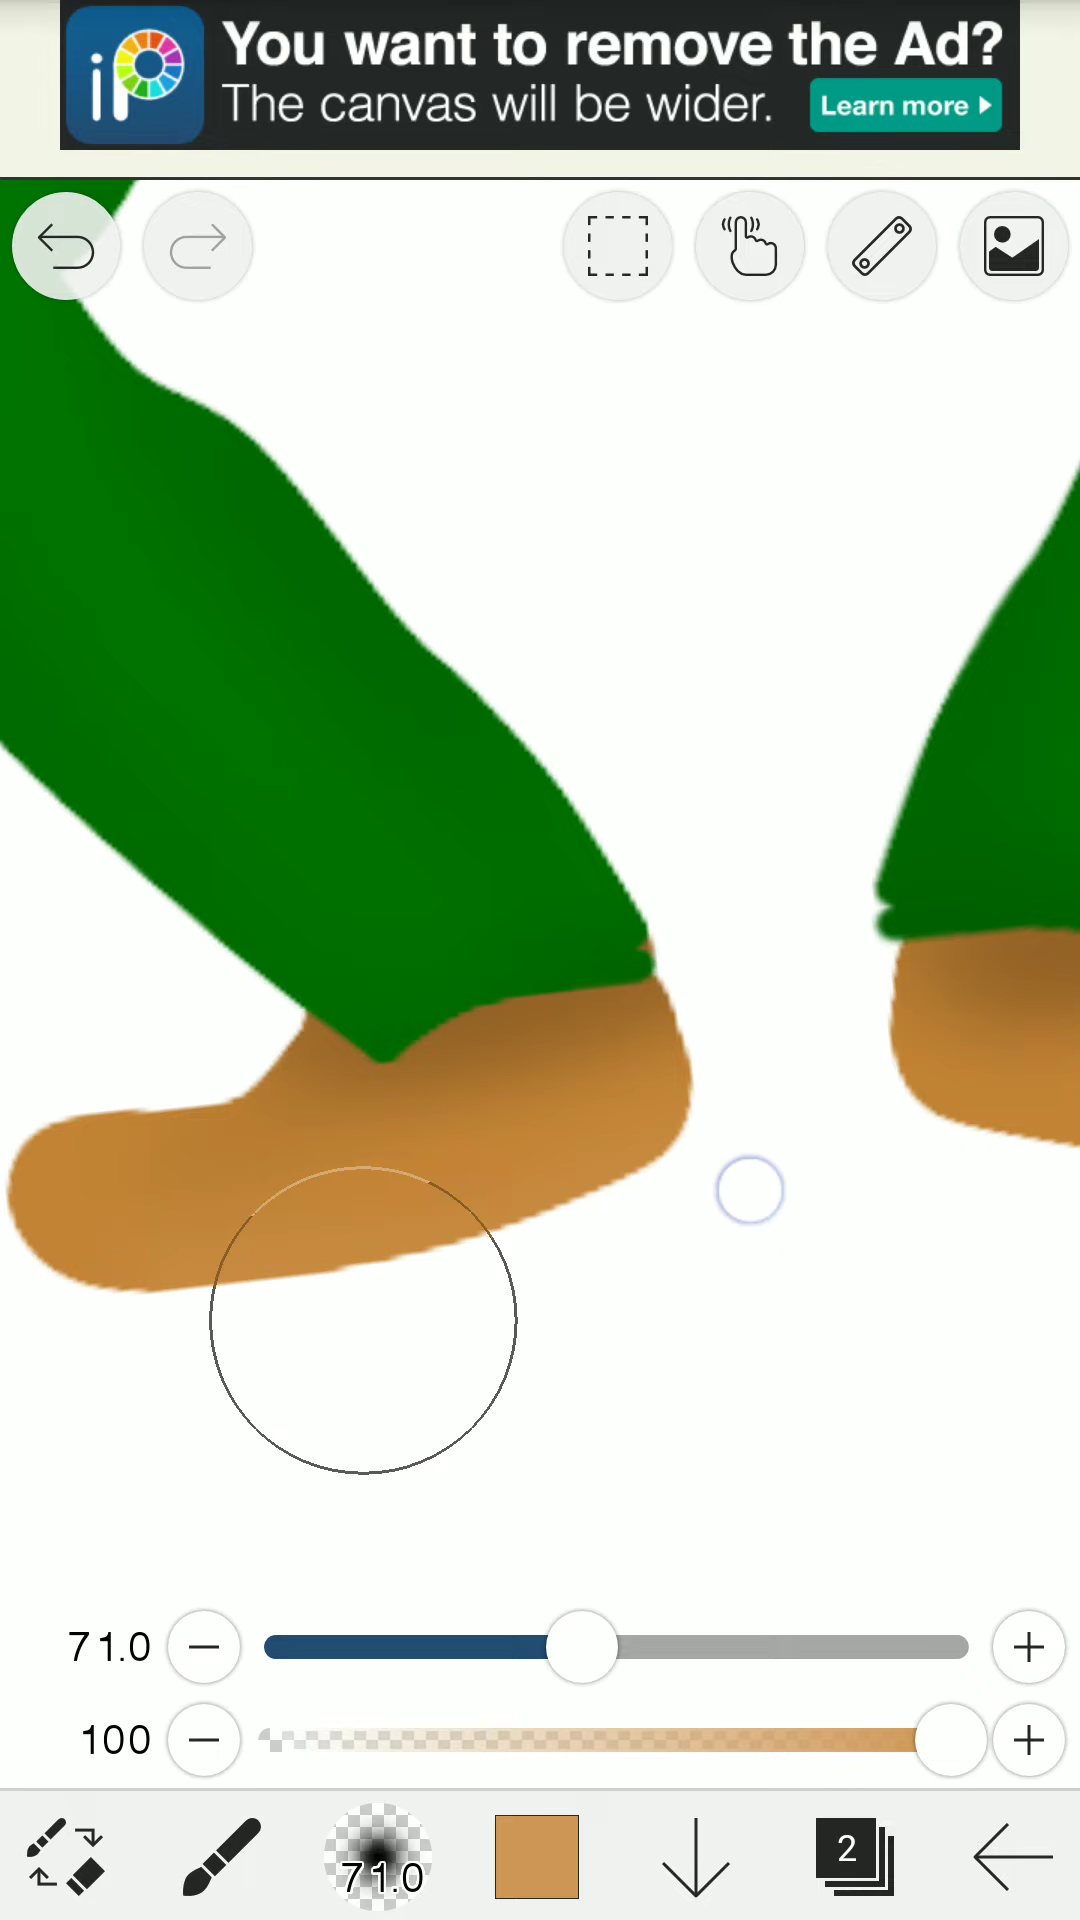 iP
You want to remove the Ad?
The canvas will be wider.
Learn more
71.0
100
71.0
2